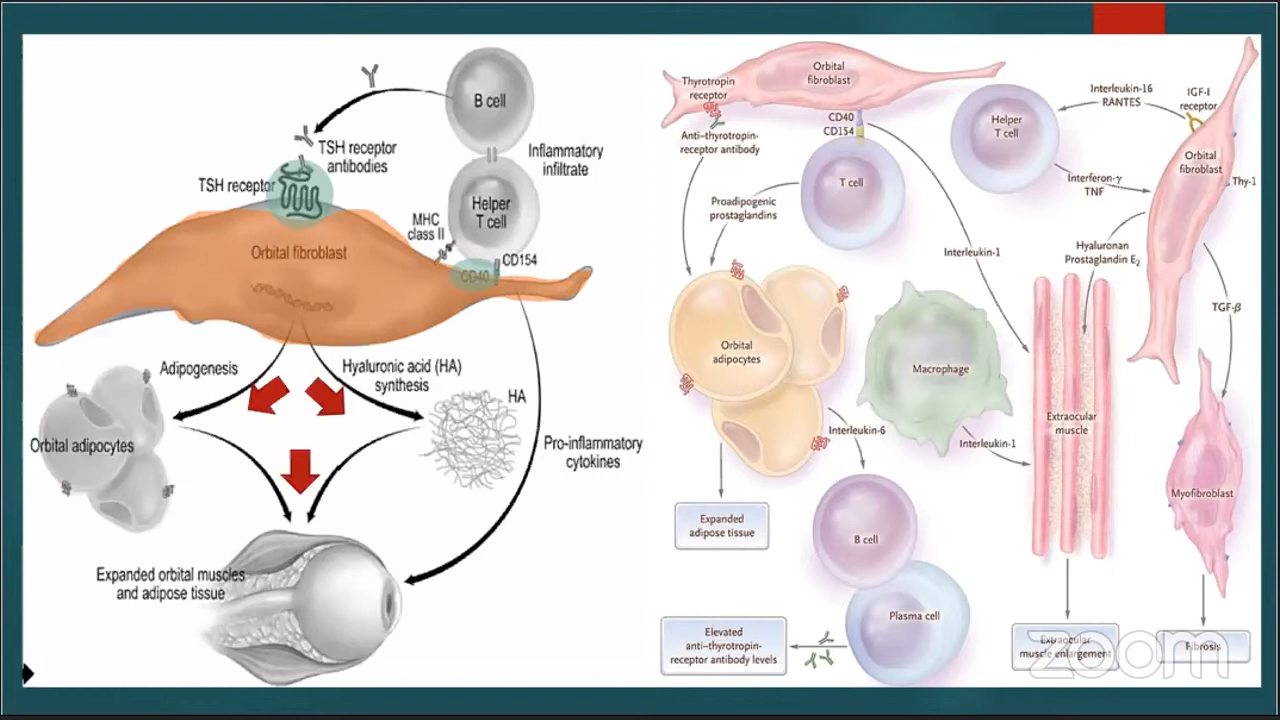 B cell
TSH receptor
antibodies
Inflammatory
infiltrate
TSH receptor
Helper
T cell
MHC
class II
Orbital fibroblast
CD154
CD40
Adipogenesis
Hyaluronic acid (HA)
synthesis
HA
Orbital adipocytes
Pro-inflammatory
cytokines
Expanded orbital muscles
and adipose tissue
Orbital
fibroblast
Thyrotropin
receptor
CD40
CD154
Anti–thyrotropin-
receptor antibody
T cell
Proadipogenic
prostaglandins
Helper
T cell
Interleukin-16
RANTES
IGF-I
receptor
Orbital
fibroblast
Thy-1
Interferon-γ
TNF
Interleukin-1
Hyaluronan
Prostaglandin E₂
TGF-β
Orbital
adipocytes
Macrophage
Interleukin-6
Interleukin-1
Extraocular
muscle
Myofibroblast
Expanded
adipose tissue
B cell
Plasma cell
Elevated
anti–thyrotropin-
receptor antibody levels
Extraocular
muscle enlargement
Fibrosis
zoom